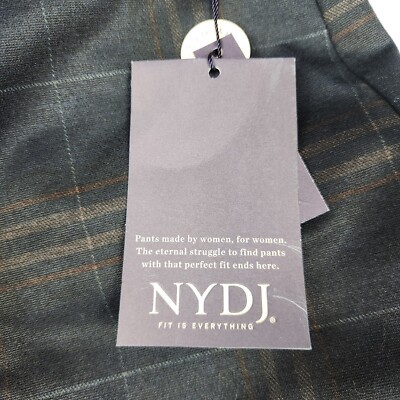 Pants made by women, for women.
The eternal struggle to find pants
with that perfect fit ends here.
NYDJ®
FIT IS EVERYTHING